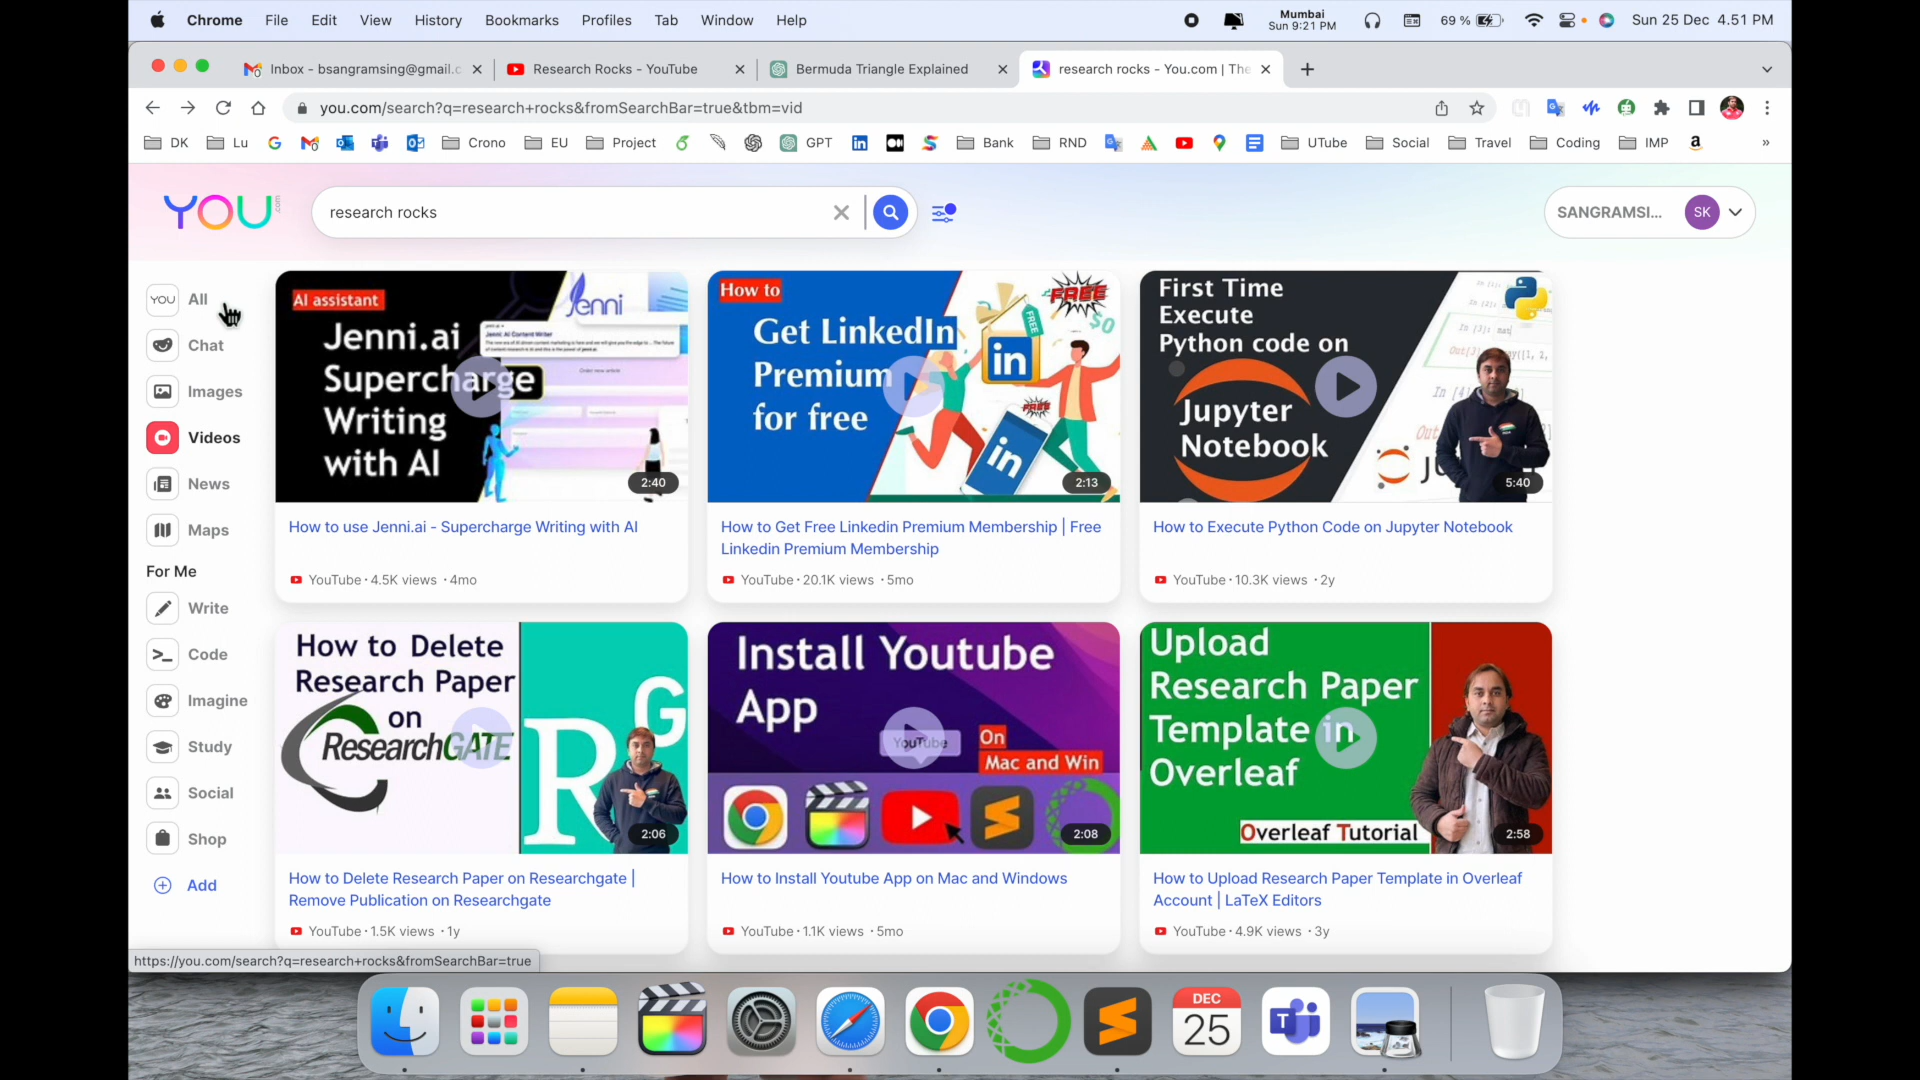 Chrome File Edit View History Bookmarks Profiles Tab Window Help
Mumbai
Sun 9:21 PM
69 %
Sun 25 Dec 4.51 PM
Inbox - bsangramsing@gmail.c
Research Rocks - YouTube
Bermuda Triangle Explained
research rocks - You.com | The
you.com/search?q=research+rocks&fromSearchBar=true&tbm=vid
DK Lu Crono EU Project GPT Bank RND UTube Social Travel Coding IMP
YOU.com
research rocks
SANGRAMSI... SK
YOU All
Chat
Images
Videos
News
Maps
For Me
Write
Code
Imagine
Study
Social
Shop
Add
AI assistant
Jenni
Jenni.ai
Supercharge
Writing
with AI
2:40
How to use Jenni.ai - Supercharge Writing with AI
YouTube · 4.5K views · 4mo
How to
FREE
FREE
$0
Get LinkedIn
Premium
for free
in
FREE
in
2:13
How to Get Free Linkedin Premium Membership | Free
Linkedin Premium Membership
YouTube · 20.1K views · 5mo
First Time
Execute
Python code on
Jupyter
Notebook
5:40
How to Execute Python Code on Jupyter Notebook
YouTube · 10.3K views · 2y
How to Delete
Research Paper
on
ResearchGATE
RG
2:06
How to Delete Research Paper on Researchgate |
Remove Publication on Researchgate
YouTube · 1.5K views · 1y
Install Youtube
App
YouTube
On
Mac and Win
2:08
How to Install Youtube App on Mac and Windows
YouTube · 1.1K views · 5mo
Upload
Research Paper
Template in
Overleaf
Overleaf Tutorial
2:58
How to Upload Research Paper Template in Overleaf
Account | LaTeX Editors
YouTube · 4.9K views · 3y
https://you.com/search?q=research+rocks&fromSearchBar=true
DEC
25
T